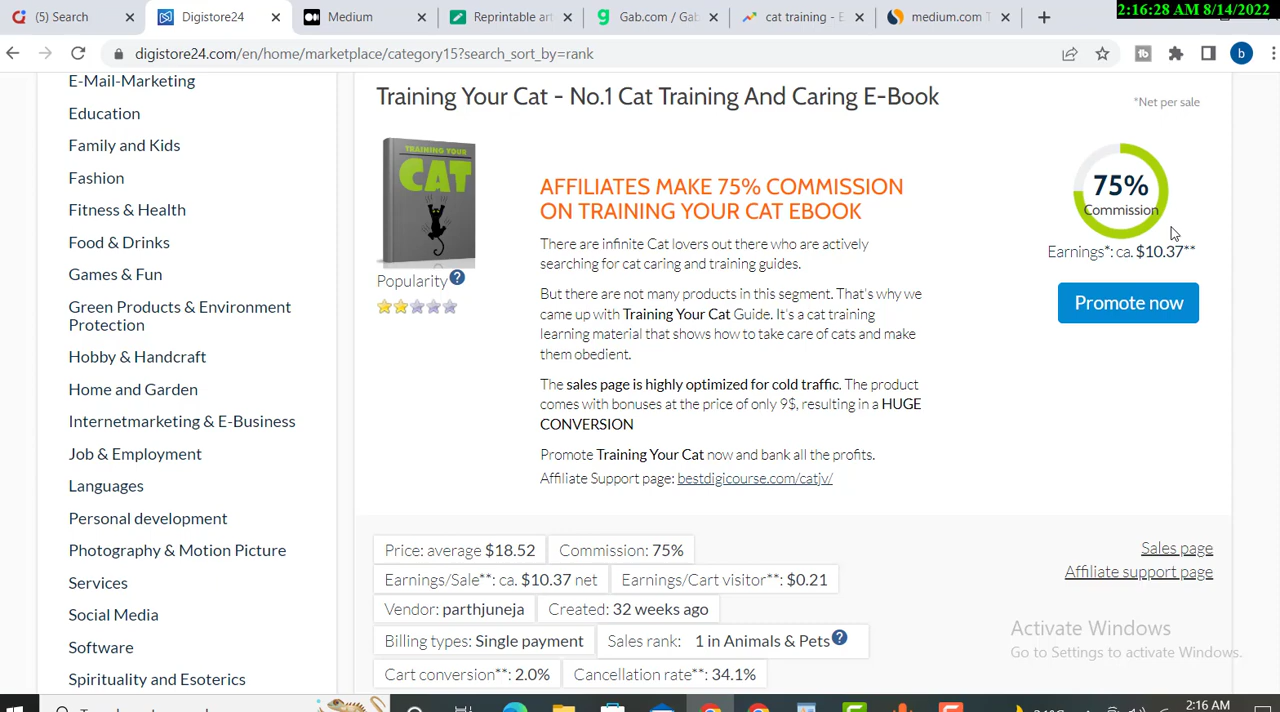 2:16:28 AM 8/14/2022
(5) Search
Digistore24
Medium
Republishable ar
Gab.com / Gab
cat training - E
medium.com T
digistore24.com/en/home/marketplace/category15?search_sort_by=rank
b
E-Mail-Marketing
Education
Family and Kids
Fashion
Fitness & Health
Food & Drinks
Games & Fun
Green Products & Environment
Protection
Hobby & Handcraft
Home and Garden
Internetmarketing & E-Business
Job & Employment
Languages
Personal development
Photography & Motion Picture
Services
Social Media
Software
Spirituality and Esoterics
Training Your Cat - No.1 Cat Training And Caring E-Book
*Net per sale
TRAINING YOUR
CAT
Popularity
?
AFFILIATES MAKE 75% COMMISSION
ON TRAINING YOUR CAT EBOOK
There are infinite Cat lovers out there who are actively
searching for cat caring and training guides.
But there are not many products in this segment. That's why we
came up with Training Your Cat Guide. It's a cat training
learning material that shows how to take care of cats and make
them obedient.
The sales page is highly optimized for cold traffic. The product
comes with bonuses at the price of only 9$, resulting in a HUGE
CONVERSION
Promote Training Your Cat now and bank all the profits.
Affiliate Support page: bestdigicourse.com/catjv/
75%
Commission
Earnings*: ca. $10.37**
Promote now
Price: average $18.52
Commission: 75%
Earnings/Sale**: ca. $10.37 net
Earnings/Cart visitor**: $0.21
Vendor: parthjuneja
Created: 32 weeks ago
Billing types: Single payment
Sales rank: 1 in Animals & Pets
?
Cart conversion**: 2.0%
Cancellation rate**: 34.1%
Sales page
Affiliate support page
Activate Windows
Go to Settings to activate Windows.
2:16 AM